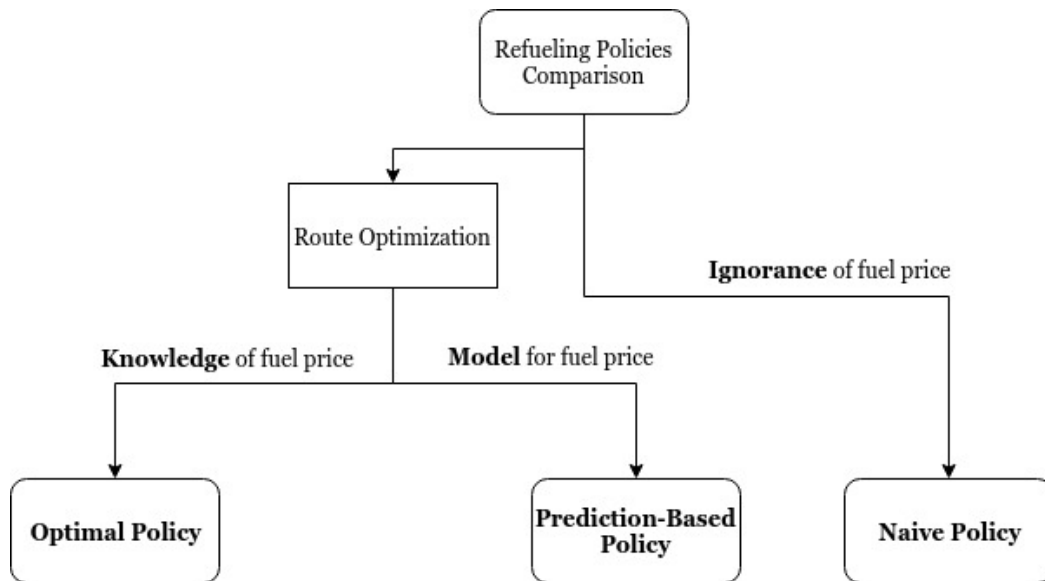 Refueling Policies
Comparison
Route Optimization
Ignorance of fuel price
Knowledge of fuel price
Model for fuel price
Optimal Policy
Prediction-Based
Policy
Naive Policy